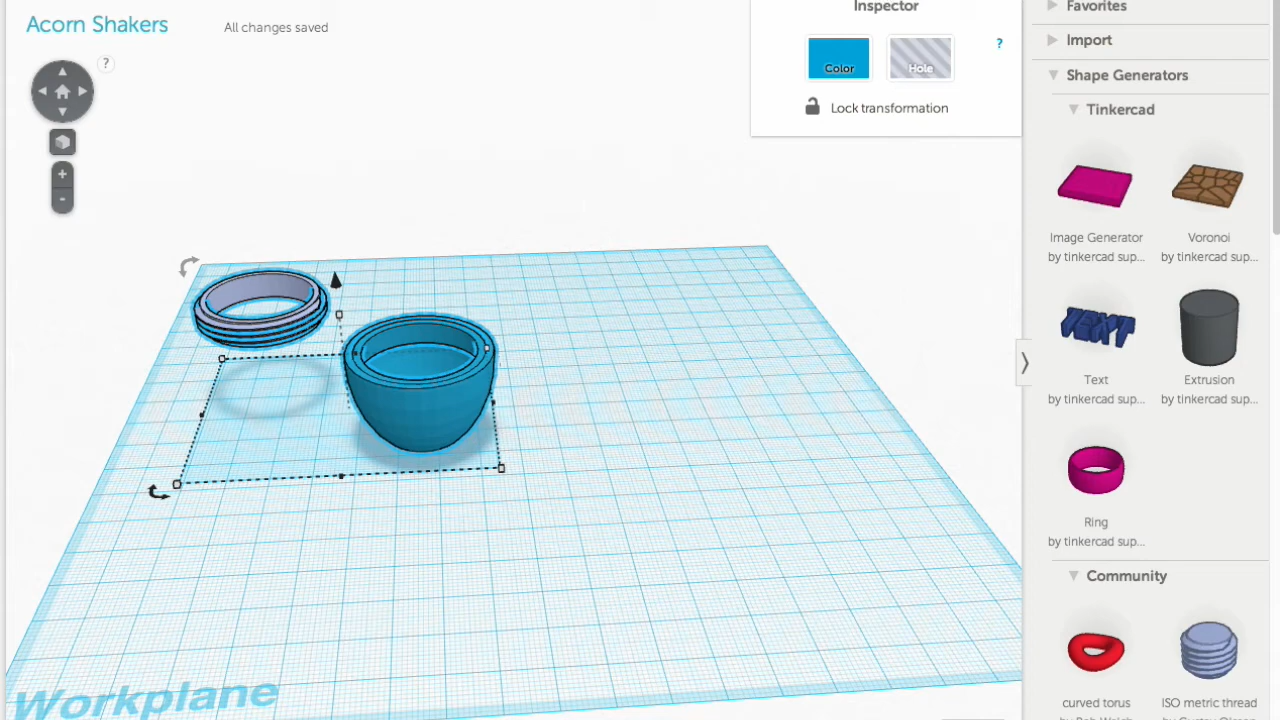 Acorn Shakers
All changes saved
?
+
-
Inspector
Color
Hole
?
Lock transformation
Favorites
Import
Shape Generators
Tinkercad
Image Generator
by tinkercad sup...
Voronoi
by tinkercad sup...
TEXT
Text
by tinkercad sup...
Extrusion
by tinkercad sup...
Ring
by tinkercad sup...
Community
curved torus
ISO metric thread
Workplane